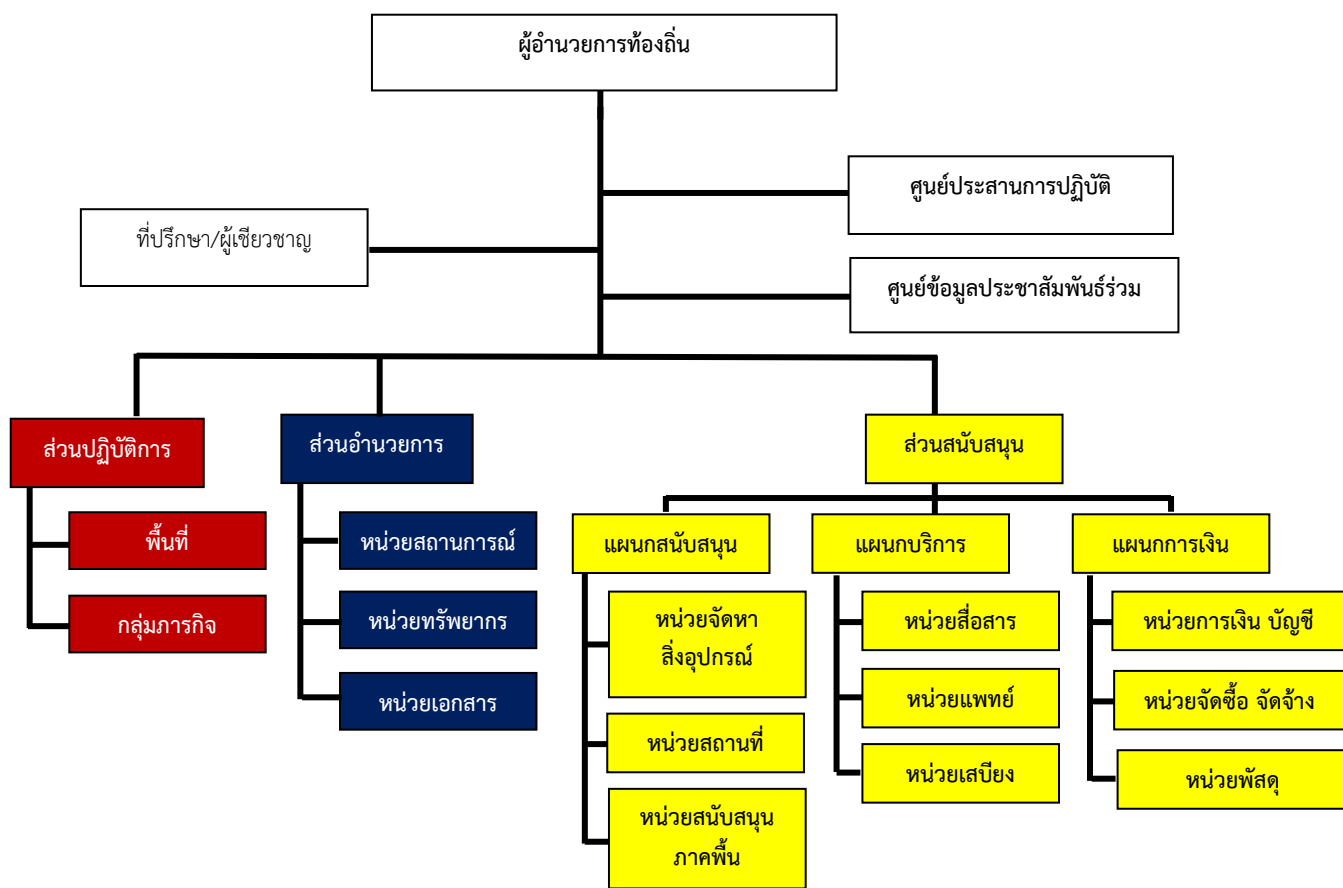 ผู้อำนวยการท้องถิ่น
ศูนย์ประสานการปฏิบัติ
ที่ปรึกษา/ผู้เชียวชาญ
ศูนย์ข้อมูลประชาสัมพันธ์ร่วม
ส่วนปฏิบัติการ
พื้นที่
กลุ่มภารกิจ
ส่วนอำนวยการ
หน่วยสถานการณ์
หน่วยทรัพยากร
หน่วยเอกสาร
ส่วนสนับสนุน
แผนกสนับสนุน
หน่วยจัดหา
สิ่งอุปกรณ์
หน่วยสถานที่
หน่วยสนับสนุน
ภาคพื้น
แผนกบริการ
หน่วยสื่อสาร
หน่วยแพทย์
หน่วยเสบียง
แผนกการเงิน
หน่วยการเงิน บัญชี
หน่วยจัดซื้อ จัดจ้าง
หน่วยพัสดุ